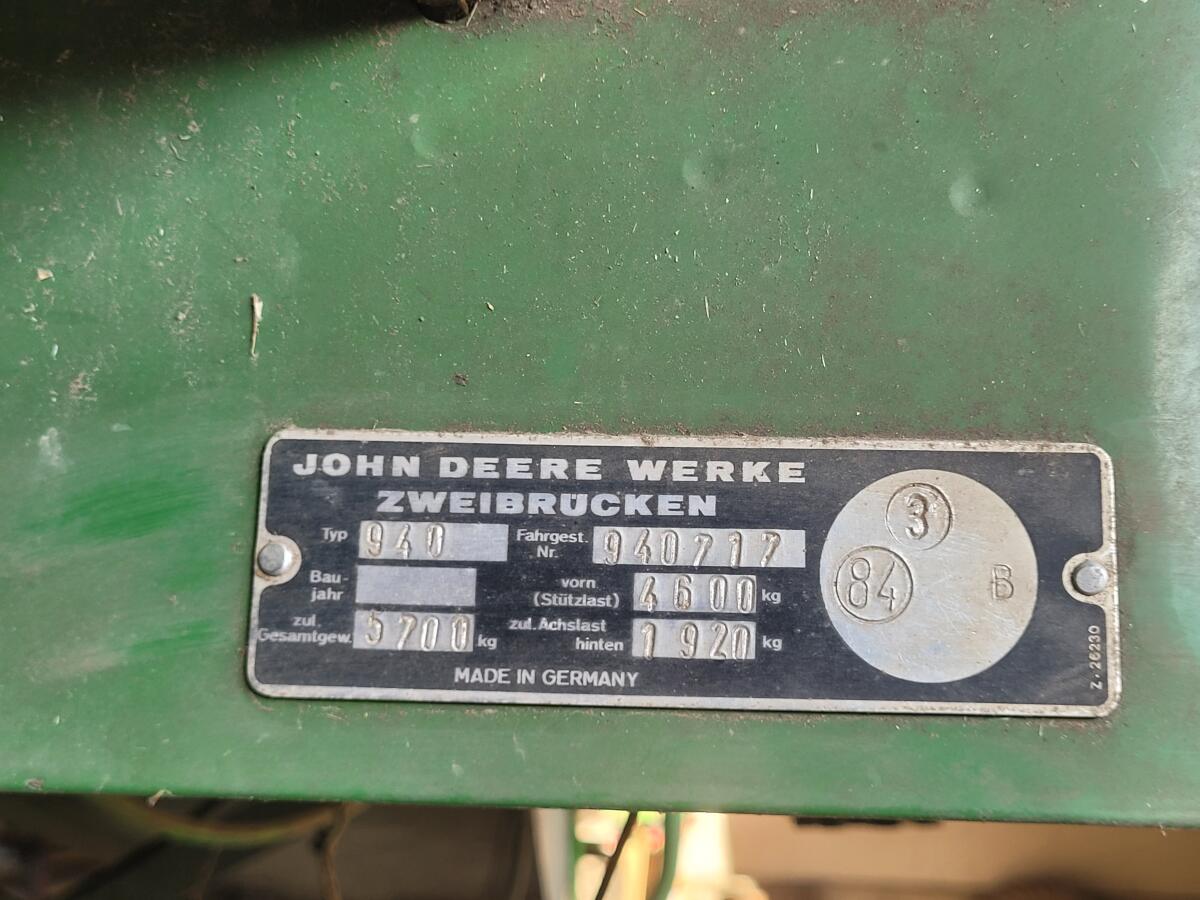 JOHN DEERE WERKE
ZWEIBRÜCKEN
Typ 940 Fahrgest. Nr. 940717
Bau-
jahr
vorn
(Stützlast) 4600 kg
zul.
Gesamtgew. 5700 kg
zul. Achslast
hinten 1920 kg
MADE IN GERMANY
3
84 B
Z.26230